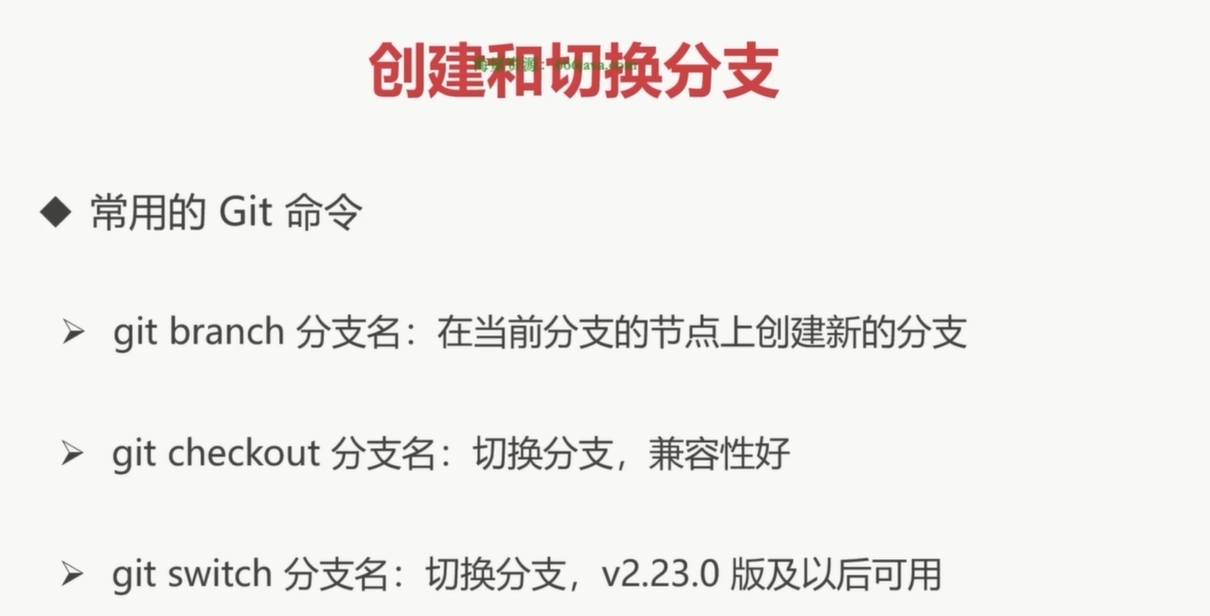 创建和切换分支
◆ 常用的 Git 命令
➢ git branch 分支名：在当前分支的节点上创建新的分支
➢ git checkout 分支名：切换分支，兼容性好
➢ git switch 分支名：切换分支，v2.23.0 版及以后可用